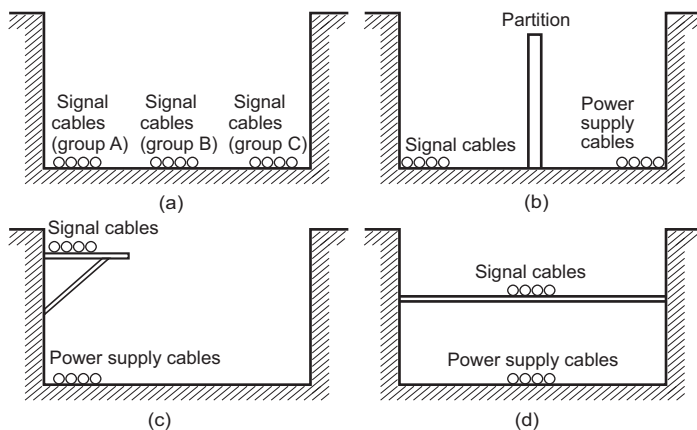 Signal
cables
(group A)
Signal
cables
(group B)
Signal
cables
(group C)
(a)
Partition
Signal cables
Power
supply
cables
(b)
Signal cables
Power supply cables
(c)
Signal cables
Power supply cables
(d)